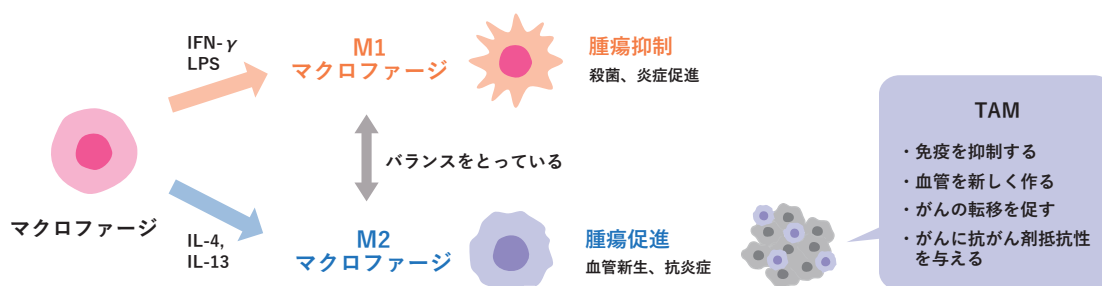 IFN-γ
LPS
M1
マクロファージ
腫瘍抑制
殺菌、炎症促進
マクロファージ
バランスをとっている
IL-4,
IL-13
M2
マクロファージ
腫瘍促進
血管新生、抗炎症
TAM
・免疫を抑制する
・血管を新しく作る
・がんの転移を促す
・がんに抗がん剤抵抗性
を与える